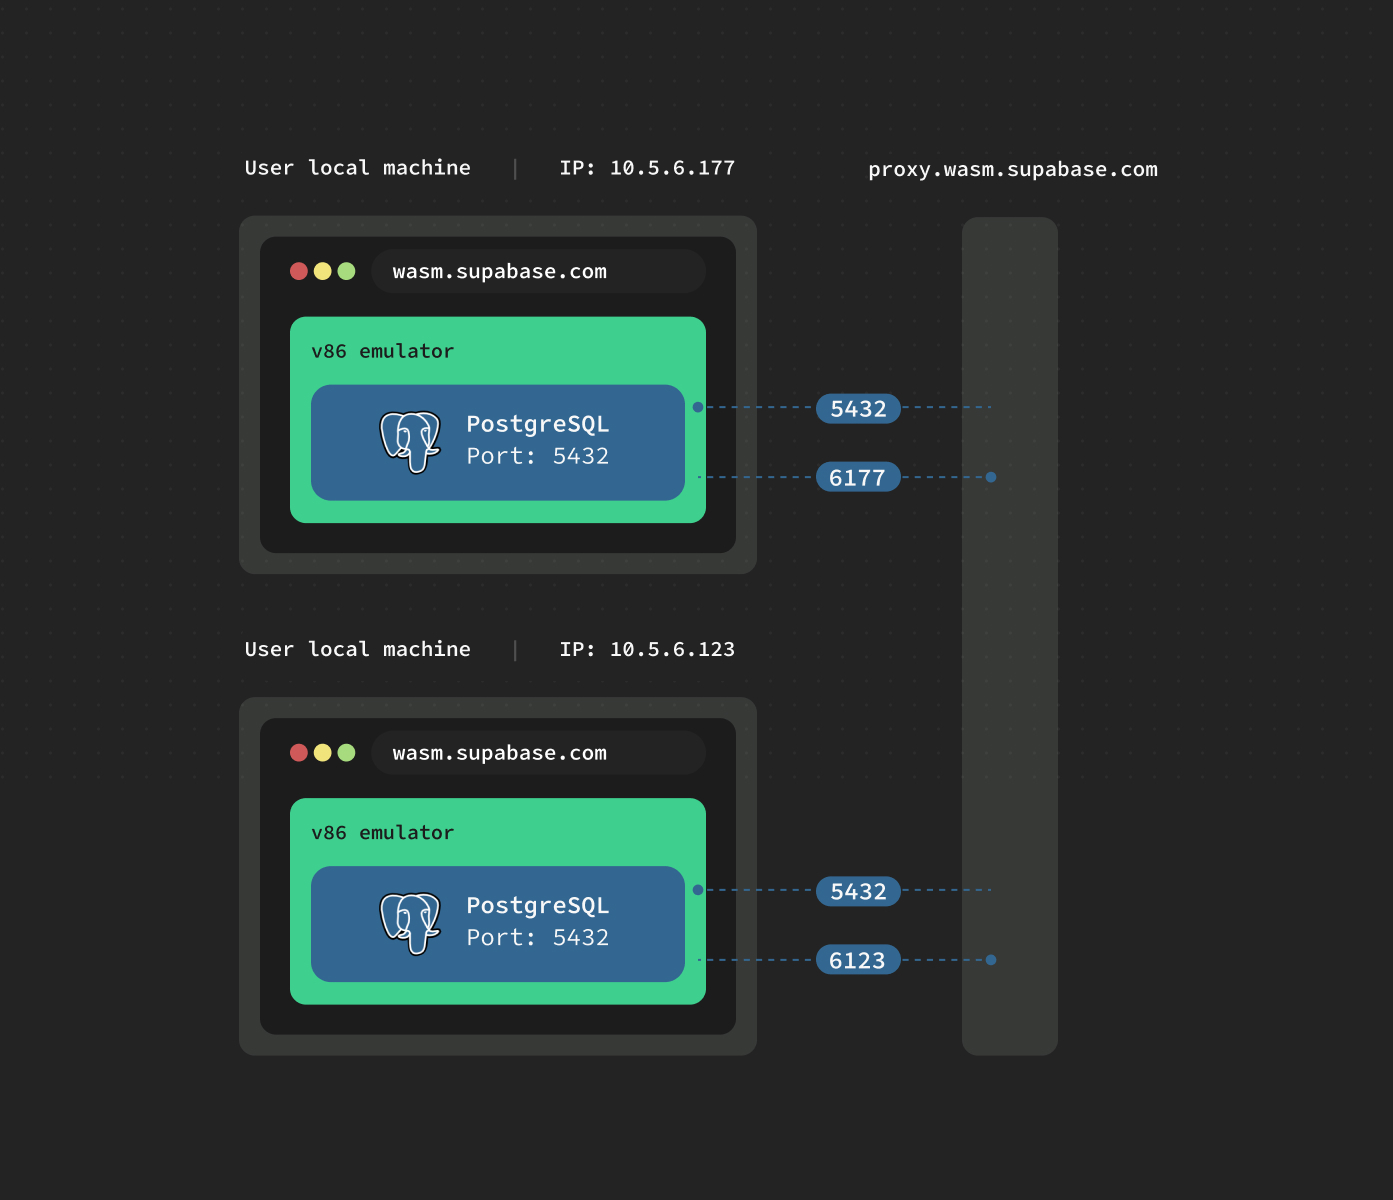 User local machine | IP: 10.5.6.177
proxy.wasm.supabase.com
wasm.supabase.com
v86 emulator
PostgreSQL
Port: 5432
5432
6177
User local machine | IP: 10.5.6.123
wasm.supabase.com
v86 emulator
PostgreSQL
Port: 5432
5432
6123